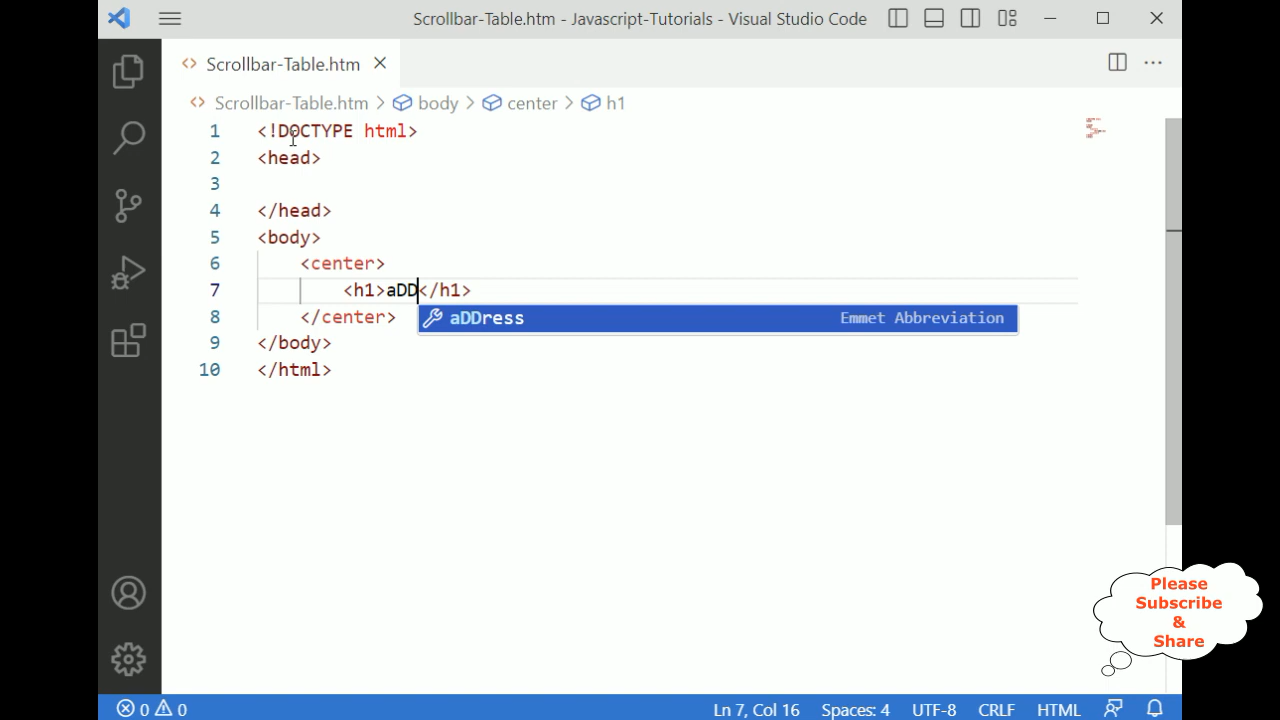 Scrollbar-Table.htm - Javascript-Tutorials - Visual Studio Code
Scrollbar-Table.htm
Scrollbar-Table.htm > body > center > h1
1 <!DOCTYPE html>
2 <head>
3
4 </head>
5 <body>
6 <center>
7 <h1>aDD</h1>
aDDress Emmet Abbreviation
8 </center>
9 </body>
10 </html>
Please
Subscribe
&
Share
0 0 Ln 7, Col 16 Spaces: 4 UTF-8 CRLF HTML